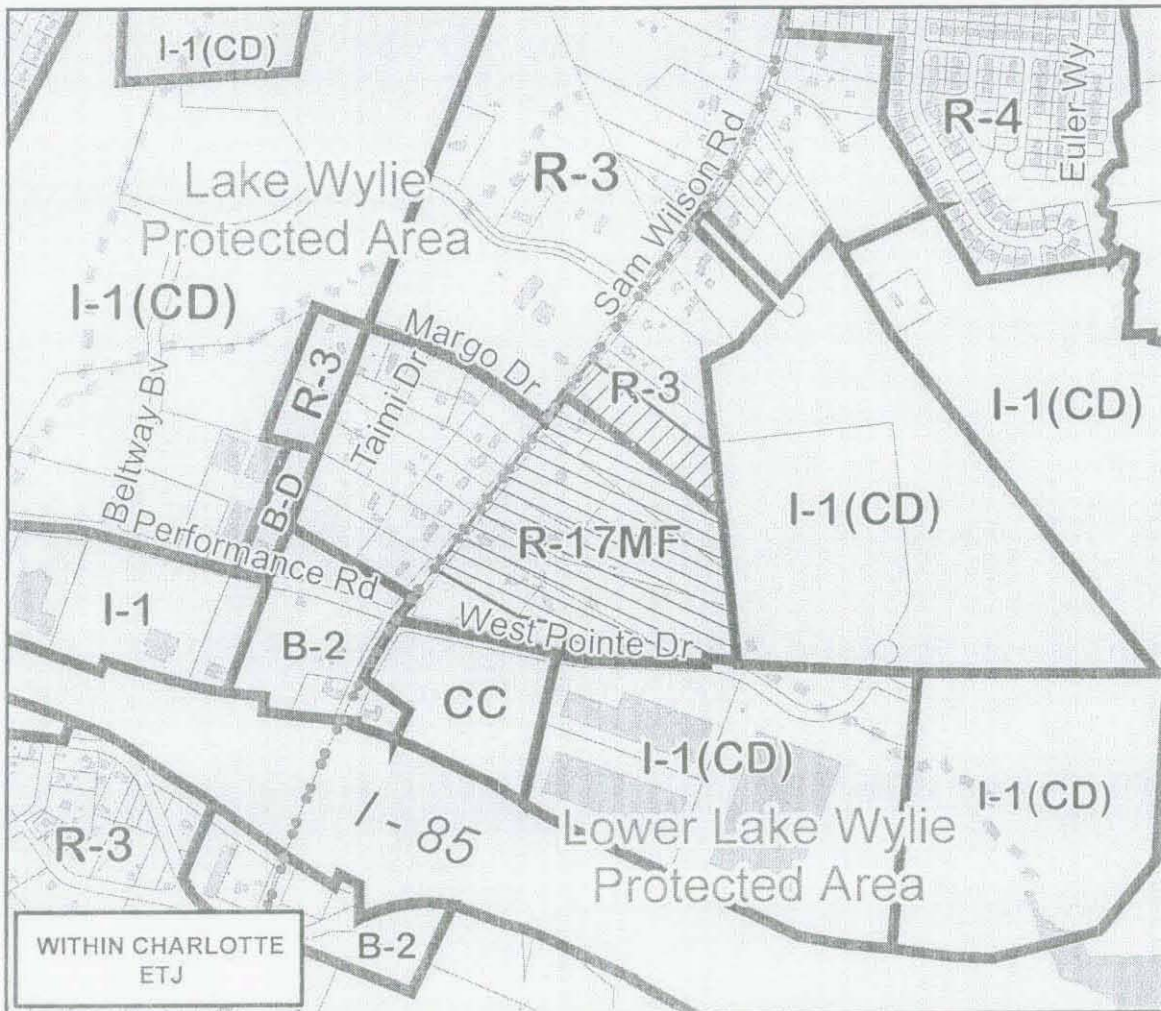 I-1(CD)
R-4
Euler Wy
R-3
Sam Wilson Rd
Lake Wylie
Protected Area
I-1(CD)
Margo Dr
R-3
Taimi Dr
R-3
I-1(CD)
Beltway Bv
B-D
I-1(CD)
R-17MF
Performance Rd
I-1
West Pointe Dr
B-2
CC
I-1(CD)
I-1(CD)
I - 85
Lower Lake Wylie
Protected Area
R-3
B-2
WITHIN CHARLOTTE
ETJ